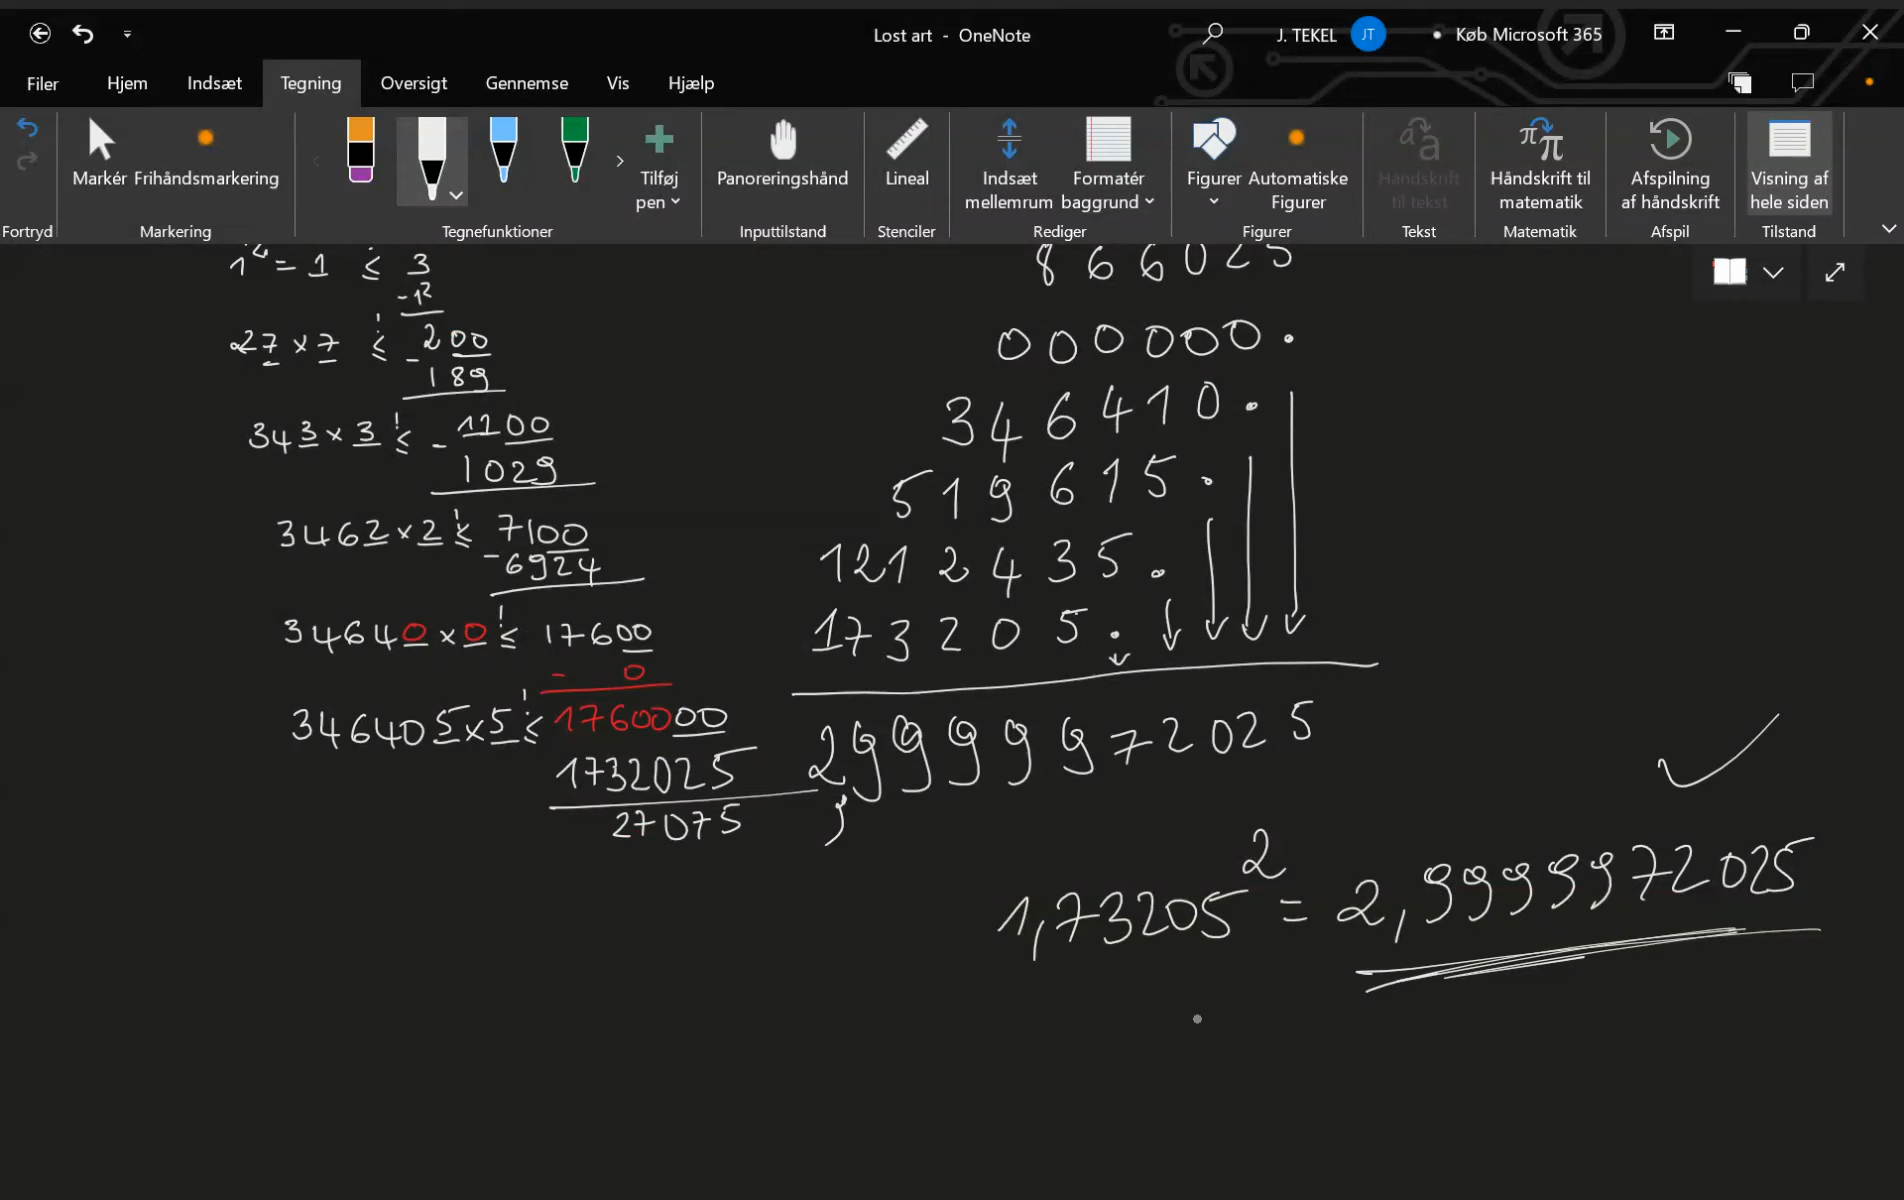 Lost art - OneNote
J. TEKEL
JT
Køb Microsoft 365
Filer Hjem Indsæt Tegning Oversigt Gennemse Vis Hjælp
Markér Frihåndsmarkering
Tilføj pen
Panoreringshånd
Lineal
Indsæt mellemrum
Formatér baggrund
Figurer
Automatiske Figurer
Håndskrift til tekst
Håndskrift til matematik
Afspilning af håndskrift
Visning af hele siden
Fortryd Markering Tegnefunktioner Inputtilstand Stenciler Rediger Figurer Tekst Matematik Afspil Tilstand
1² = 1 ≤ 3
-1²
27 × 7 ≤! 200
- 189
343 × 3 ≤! 1100
- 1029
3462 × 2 ≤! 7100
-6924
34640 × 0 ≤! 17600
- 0
346405 × 5 ≤! 1760000
1732025
27075
866025
000000.
346410.
519615.
1212435.
173205.
2,9999972025
1,73205² = 2,9999972025